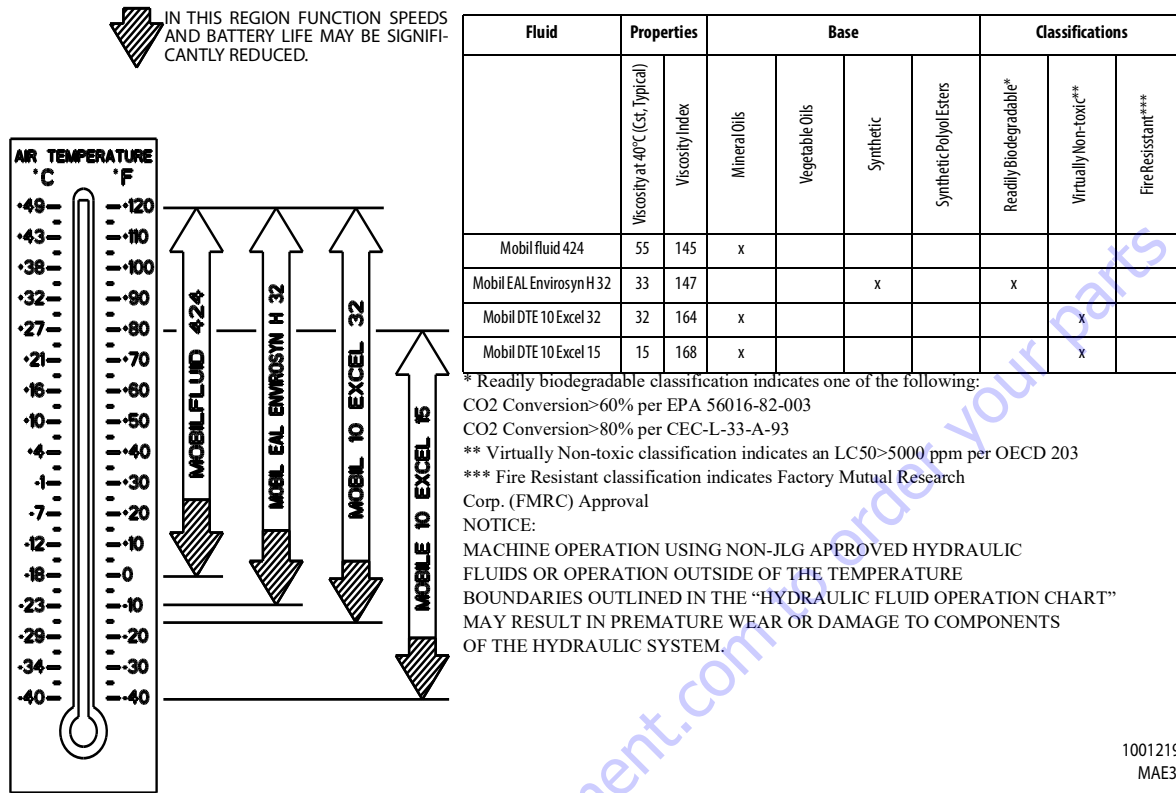 IN THIS REGION FUNCTION SPEEDS
AND BATTERY LIFE MAY BE SIGNIFI-
CANTLY REDUCED.
AIR TEMPERATURE
°C °F
+49 +120
+43 +110
+38 +100
+32 +90
+27 +80
+21 +70
+16 +60
+10 +50
+4 +40
-1 +30
-7 +20
-12 +10
-18 0
-23 -10
-29 -20
-34 -30
-40 -40
MOBILFLUID 424
MOBIL EAL ENVIROSYN H 32
MOBIL 10 EXCEL 32
MOBILE 10 EXCEL 15
Fluid Properties Base Classifications
Viscosity at 40°C (Cst, Typical)
Viscosity Index
Mineral Oils
Vegetable Oils
Synthetic
Synthetic Polyol Esters
Readily Biodegradable*
Virtually Non-toxic**
Fire Resisstant***
Mobil fluid 424 55 145 x
Mobil EAL Envirosyn H 32 33 147 x x
Mobil DTE 10 Excel 32 32 164 x x
Mobil DTE 10 Excel 15 15 168 x x
* Readily biodegradable classification indicates one of the following:
CO2 Conversion>60% per EPA 56016-82-003
CO2 Conversion>80% per CEC-L-33-A-93
** Virtually Non-toxic classification indicates an LC50>5000 ppm per OECD 203
*** Fire Resistant classification indicates Factory Mutual Research
Corp. (FMRC) Approval
NOTICE:
MACHINE OPERATION USING NON-JLG APPROVED HYDRAULIC
FLUIDS OR OPERATION OUTSIDE OF THE TEMPERATURE
BOUNDARIES OUTLINED IN THE “HYDRAULIC FLUID OPERATION CHART”
MAY RESULT IN PREMATURE WEAR OR DAMAGE TO COMPONENTS
OF THE HYDRAULIC SYSTEM.
1001219
MAE3
ment.com to order your parts